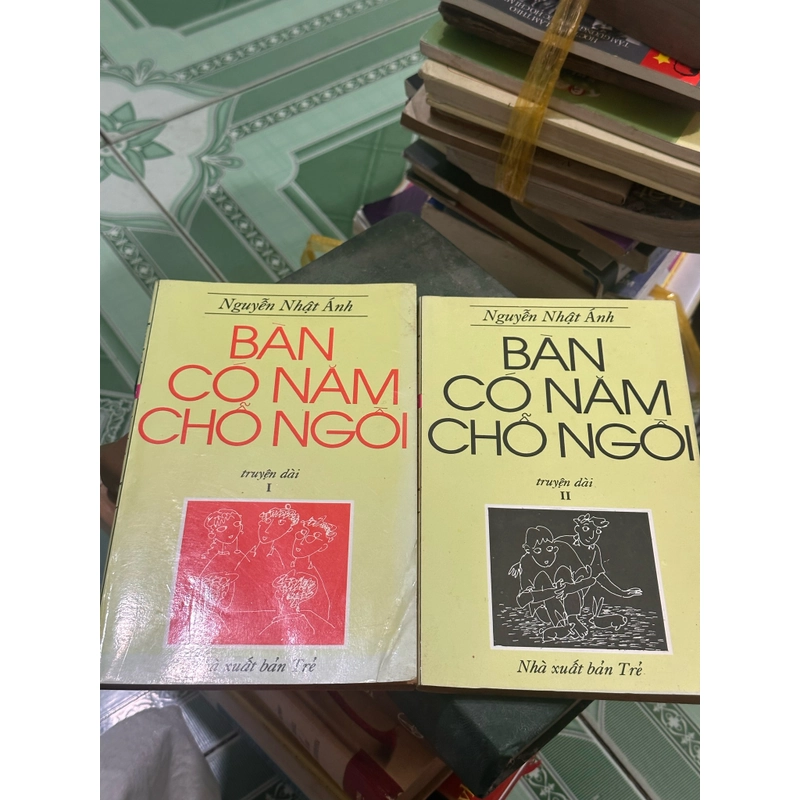 Nguyễn Nhật Ánh
BÀN
CÓ NĂM
CHỖ NGỒI
truyện dài
I
Nhà xuất bản Trẻ
Nguyễn Nhật Ánh
BÀN
CÓ NĂM
CHỖ NGỒI
truyện dài
II
Nhà xuất bản Trẻ